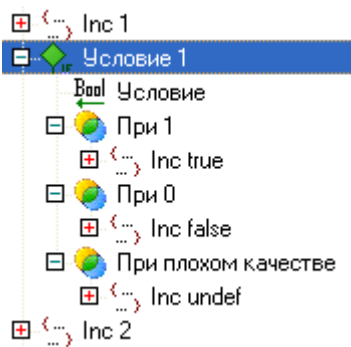 Inc 1
IF Условие 1
Bool Условие
При 1
Inc true
При 0
Inc false
При плохом качестве
Inc undef
Inc 2